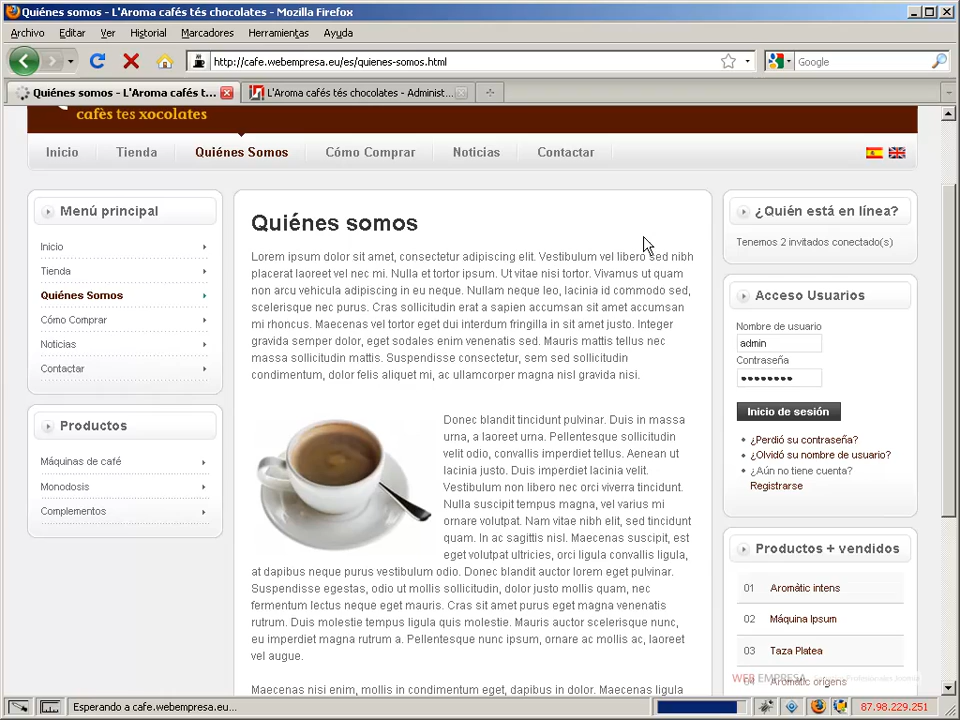 Quiénes somos - L'Aroma cafés tés chocolates - Mozilla Firefox
Archivo Editar Ver Historial Marcadores Herramientas Ayuda
http://cafe.webempresa.eu/es/quienes-somos.html
Google
Quiénes somos - L'Aroma cafés t...
L'Aroma cafés tés chocolates - Administ...
cafès tes xocolates
Inicio Tienda Quiénes Somos Cómo Comprar Noticias Contactar
Menú principal
Inicio
Tienda
Quiénes Somos
Cómo Comprar
Noticias
Contactar
Productos
Máquinas de café
Monodosis
Complementos
Quiénes somos
Lorem ipsum dolor sit amet, consectetur adipiscing elit. Vestibulum vel libero sed nibh
placerat laoreet vel nec mi. Nulla et tortor ipsum. Ut vitae nisi tortor. Vivamus ut quam
non arcu vehicula adipiscing in eu neque. Nullam neque leo, lacinia id commodo sed,
scelerisque nec purus. Cras sollicitudin erat a sapien accumsan sit amet accumsan
mi rhoncus. Maecenas vel tortor eget dui interdum fringilla in sit amet justo. Integer
gravida semper dolor, eget sodales enim venenatis sed. Mauris mattis tellus nec
massa sollicitudin mattis. Suspendisse consectetur, sem sed sollicitudin
condimentum, dolor felis aliquet mi, ac ullamcorper magna nisl gravida nisi.
Donec blandit tincidunt pulvinar. Duis in massa
urna, a laoreet urna. Pellentesque sollicitudin
velit odio, convallis imperdiet tellus. Aenean ut
lacinia justo. Duis imperdiet lacinia velit.
Vestibulum non libero nec orci viverra tincidunt.
Nulla suscipit tempus magna, vel varius mi
ornare volutpat. Nam vitae nibh elit, sed tincidunt
quam. In ac sagittis nisl. Maecenas suscipit, est
eget volutpat ultricies, orci ligula convallis ligula,
at dapibus neque purus vestibulum odio. Donec blandit auctor lorem eget pulvinar.
Suspendisse egestas, odio ut mollis sollicitudin, dolor justo mollis quam, nec
fermentum lectus neque eget mauris. Cras sit amet purus eget magna venenatis
rutrum. Duis molestie tempus ligula quis molestie. Mauris auctor scelerisque nunc,
eu imperdiet magna rutrum a. Pellentesque nunc ipsum, ornare ac mollis ac, laoreet
vel augue.
Maecenas nisi enim, mollis in condimentum eget, dapibus in dolor. Maecenas ligula
¿Quién está en línea?
Tenemos 2 invitados conectado(s)
Acceso Usuarios
Nombre de usuario
admin
Contraseña
Inicio de sesión
¿Perdió su contraseña?
¿Olvidó su nombre de usuario?
¿Aún no tiene cuenta?
Registrarse
Productos + vendidos
01 Aromàtic intens
02 Máquina Ipsum
03 Taza Platea
04 Aromàtic origens
WEB EMPRESA
Esperando a cafe.webempresa.eu...
87.98.229.251